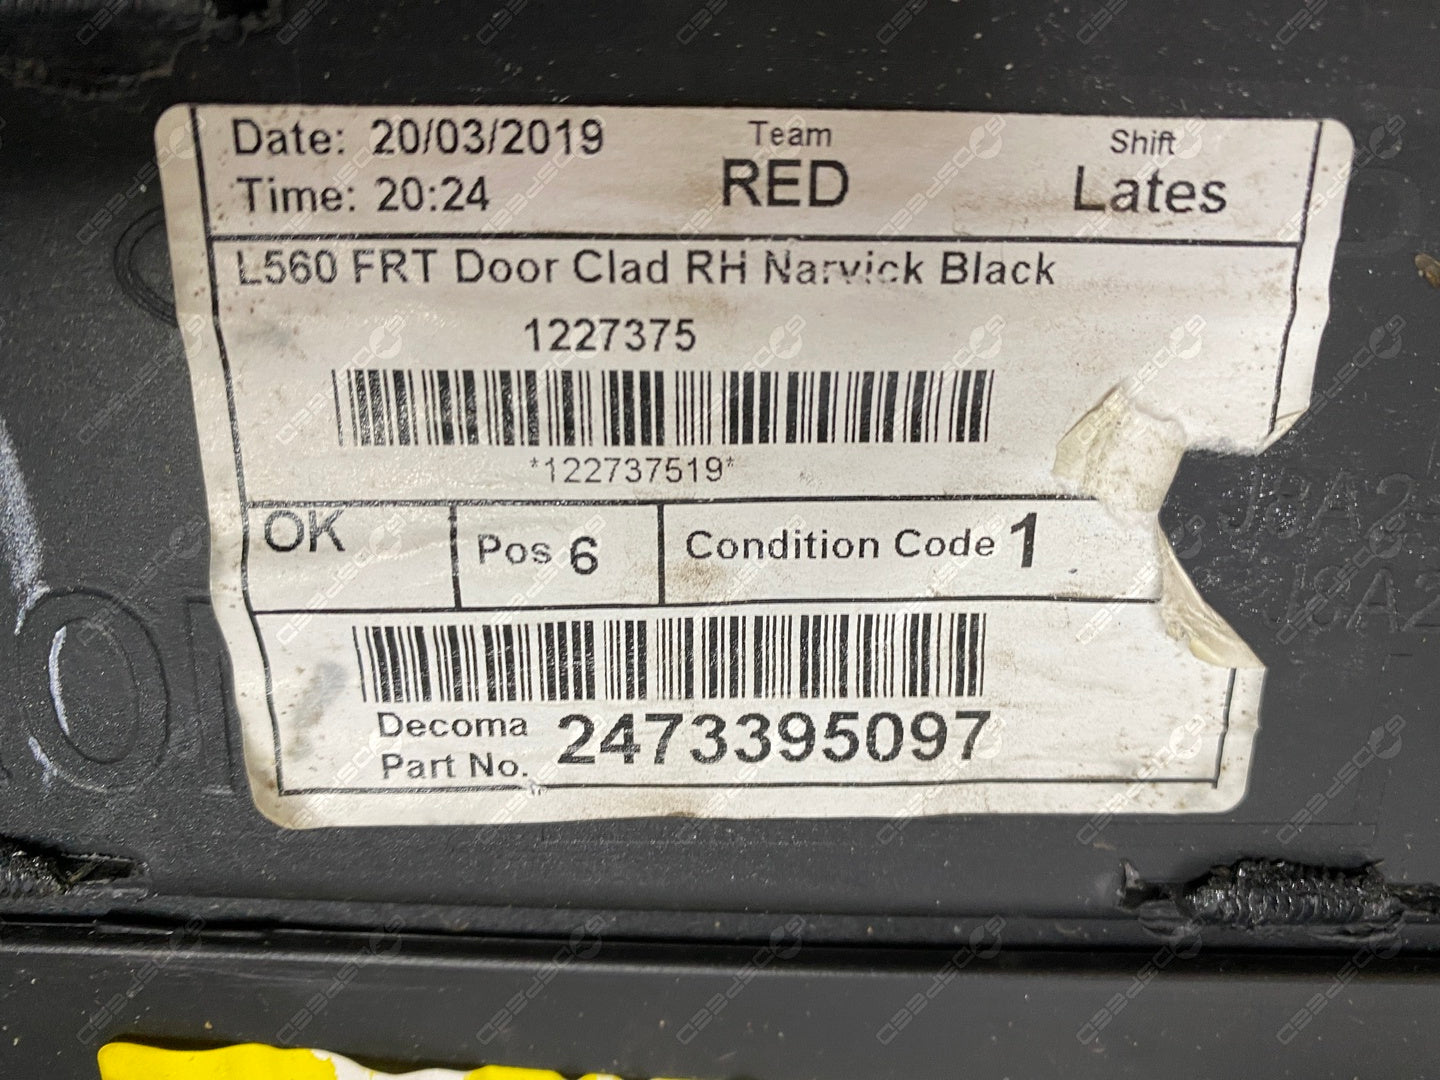 Date: 20/03/2019
Time: 20:24
Team
RED
Shift
Lates
L560 FRT Door Clad RH Narvick Black
1227375
*122737519*
OK
Pos 6
Condition Code 1
Decoma
Part No. 2473395097